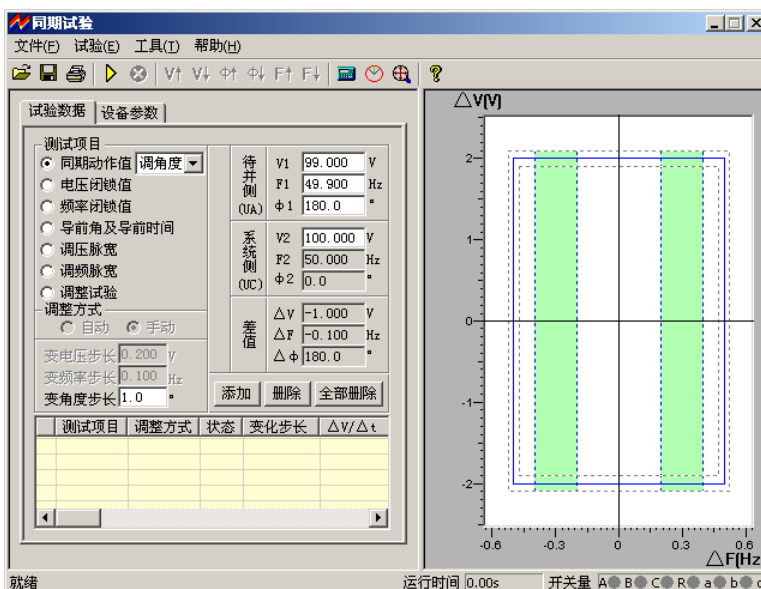 同期试验
文件(F) 试验(E) 工具(T) 帮助(H)
V↑ V↓ Φ↑ Φ↓ F↑ F↓
试验数据 设备参数
测试项目
同期动作值 调角度
电压闭锁值
频率闭锁值
导前角及导前时间
调压脉宽
调频脉宽
调整试验
调整方式
自动 手动
变电压步长 0.200 V
变频率步长 0.100 Hz
变角度步长 1.0 °
待并侧(UA)
V1 99.000 V
F1 49.900 Hz
Φ1 180.0 °
系统侧(UC)
V2 100.000 V
F2 50.000 Hz
Φ2 0.0 °
差值
△V -1.000 V
△F -0.100 Hz
△Φ 180.0 °
添加 删除 全部删除
测试项目 调整方式 状态 变化步长 △V/△t
△V(V)
2
1
0
-1
-2
-0.6 -0.3 0 0.3 0.6
△F(Hz
就绪 运行时间 0.00s 开关量 A B C R a b c